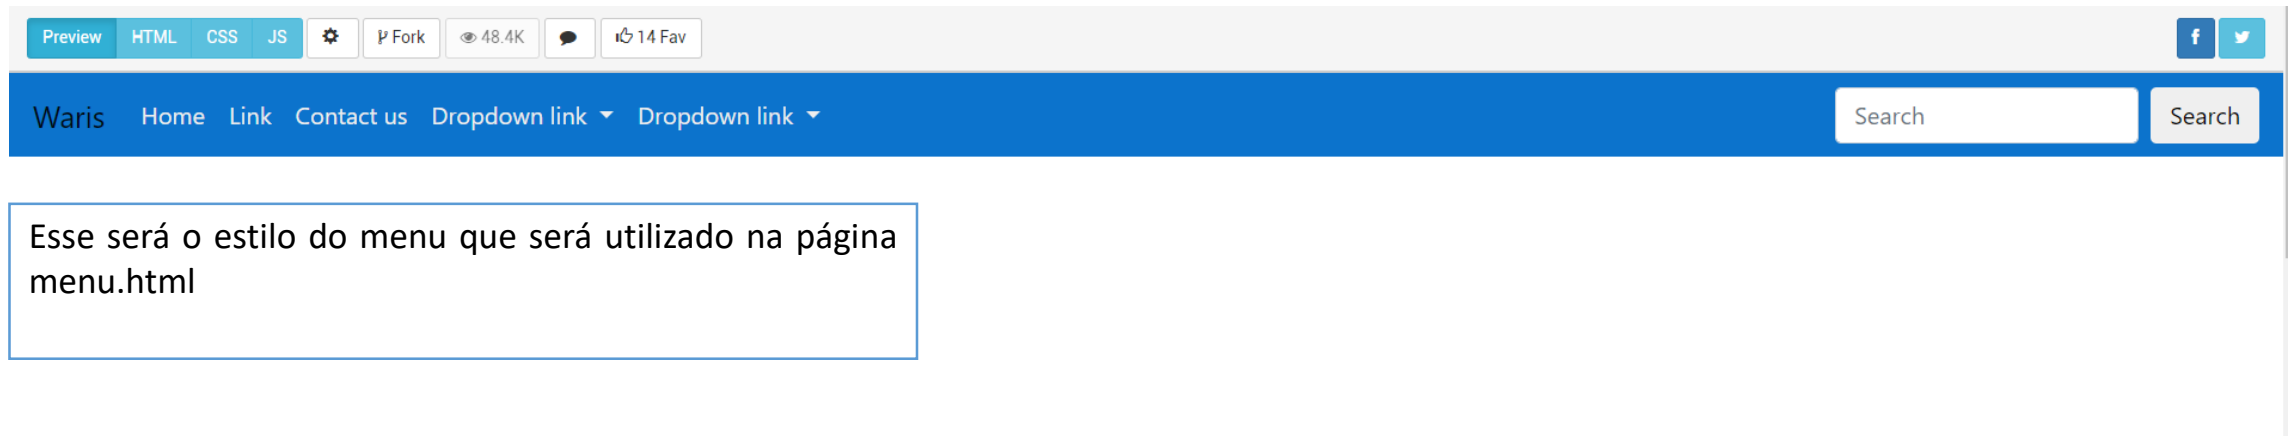 Preview HTML CSS JS Fork 48.4K 14 Fav
Waris Home Link Contact us Dropdown link Dropdown link Search Search
Esse será o estilo do menu que será utilizado na página
menu.html